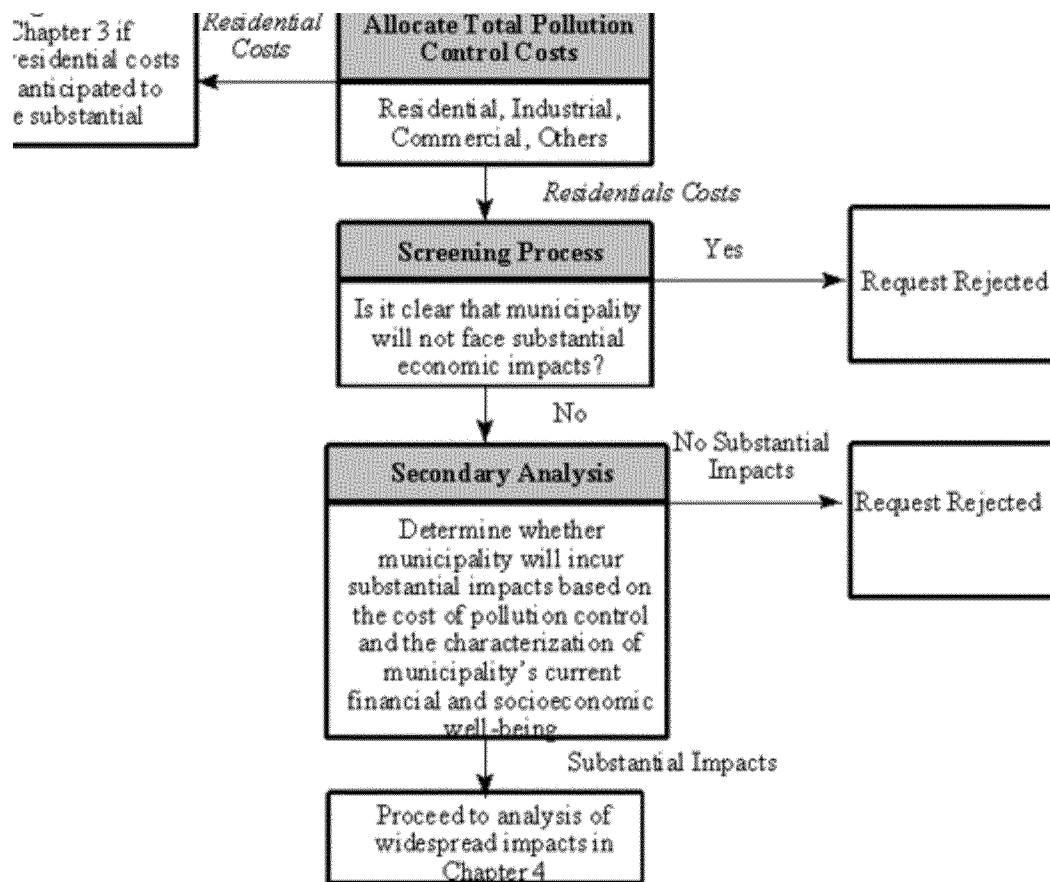 Chapter 3 if
residential costs
anticipated to
e substantial
Residential
Costs
Allocate Total Pollution
Control Costs
Residential, Industrial,
Commercial, Others
Residentials Costs
Screening Process
Is it clear that municipality
will not face substantial
economic impacts?
Yes
Request Rejected
No
Secondary Analysis
Determine whether
municipality will incur
substantial impacts based on
the cost of pollution control
and the characterization of
municipality's current
financial and socioeconomic
well-being
No Substantial
Impacts
Request Rejected
Substantial Impacts
Proceed to analysis of
widespread impacts in
Chapter 4